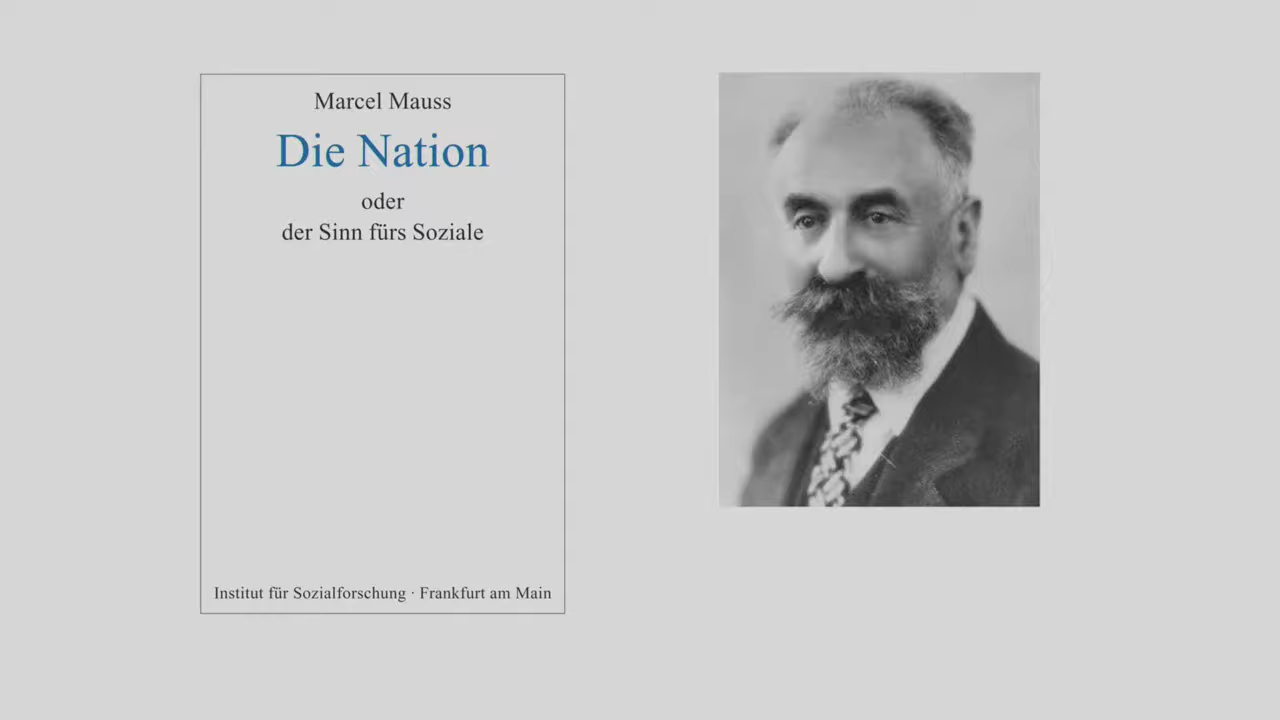 Marcel Mauss
Die Nation
oder
der Sinn fürs Soziale
Institut für Sozialforschung · Frankfurt am Main